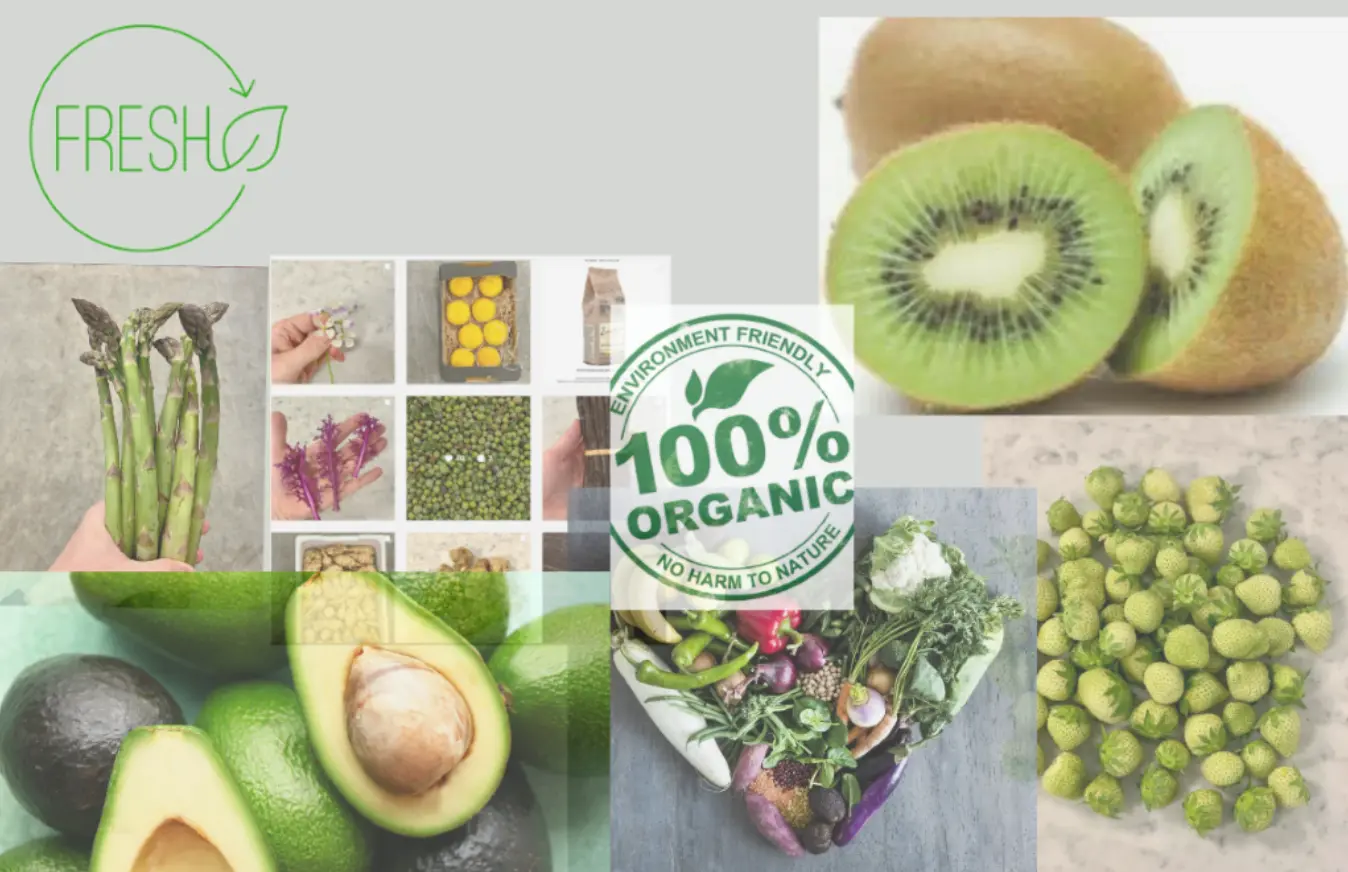 FRESH
ENVIRONMENT FRIENDLY
100%
ORGANIC
NO HARM TO NATURE